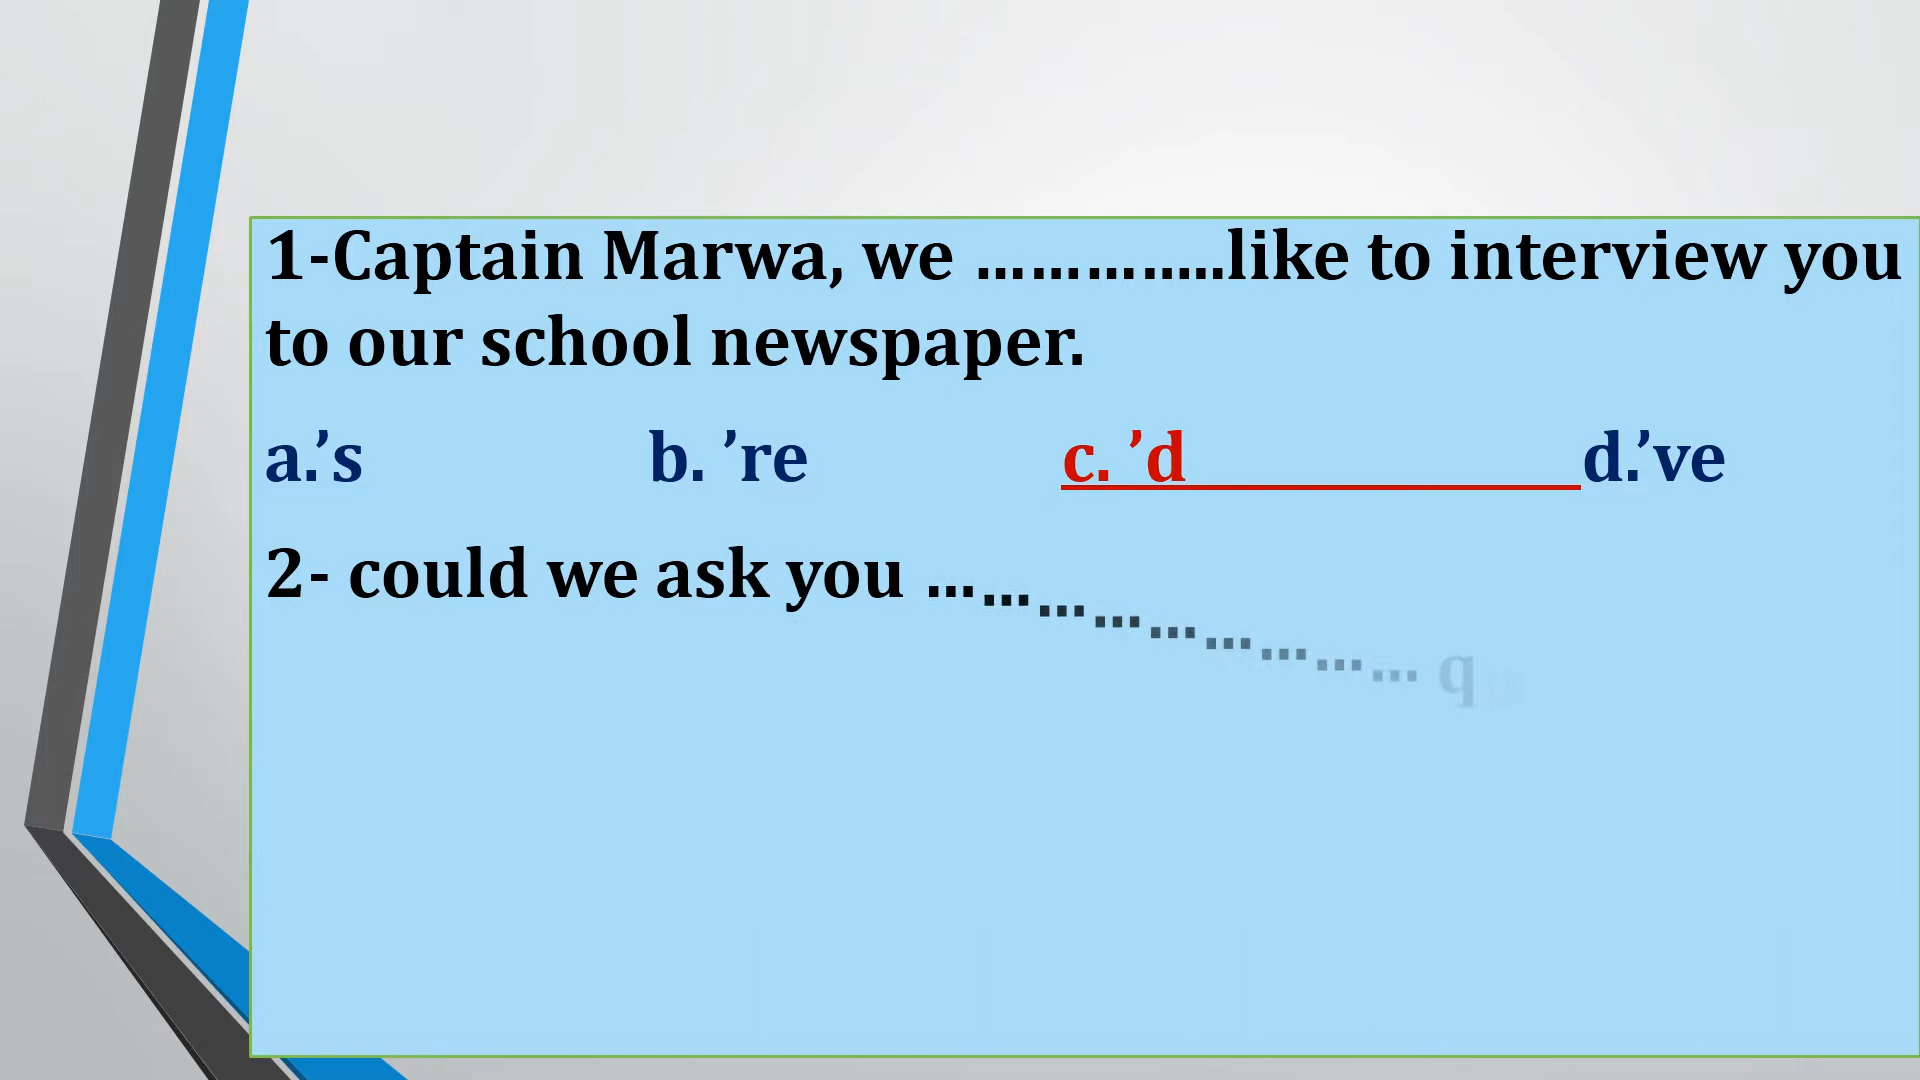 1-Captain Marwa, we …………..like to interview you
to our school newspaper.
a.’s b. ’re c. ’d d.’ve
2- could we ask you ……………………… q